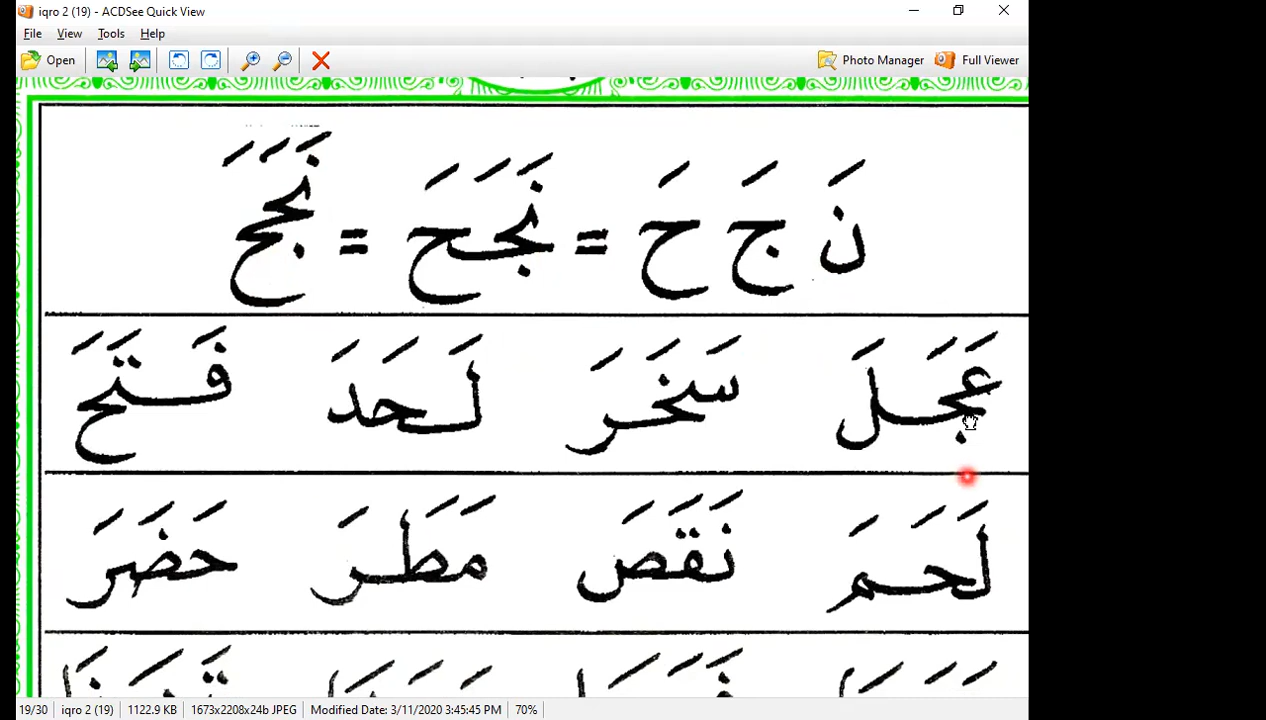 iqro 2 (19) - ACDSee Quick View
File View Tools Help
Open Photo Manager Full Viewer
نَ جَ حَ = نَجَحَ = نَجَحَ
عَجَلَ سَخَرَ لَحَدَ فَتَحَ
لَحَمَ نَقَصَ مَطَرَ حَضَرَ
19/30 iqro 2 (19) 1122.9 KB 1673x2208x24b JPEG Modified Date: 3/11/2020 3:45:45 PM 70%